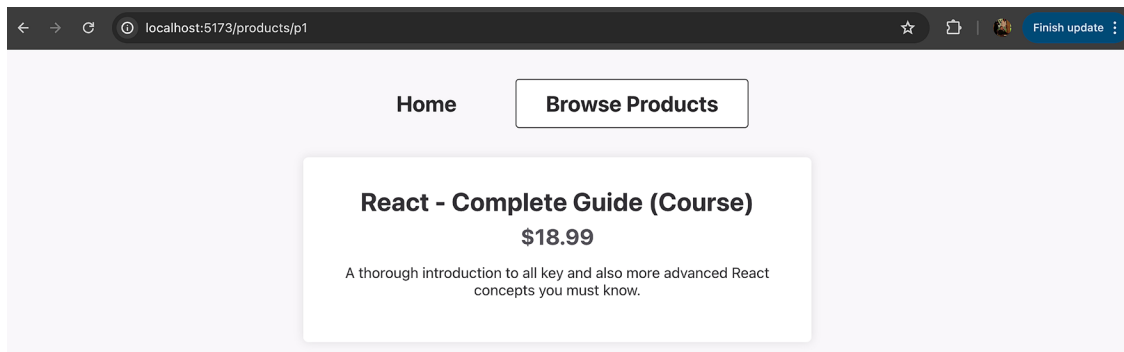 localhost:5173/products/p1
Finish update
Home
Browse Products
React - Complete Guide (Course)
$18.99
A thorough introduction to all key and also more advanced React
concepts you must know.